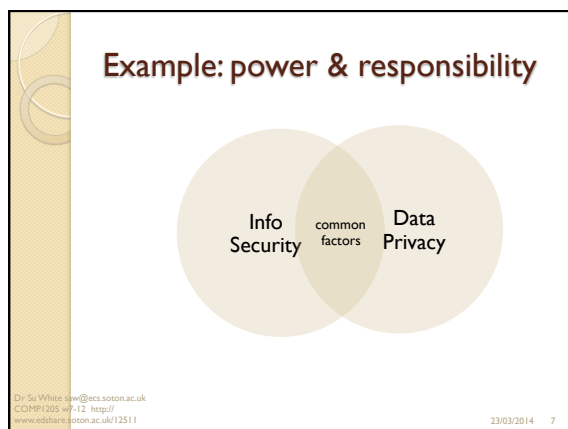 Example: power & responsibility
Info
Security
common
factors
Data
Privacy
Dr Su White saw@ecs.soton.ac.uk
COMP1205 w7-12 http://
www.edshare.soton.ac.uk/12511
23/03/2014 7